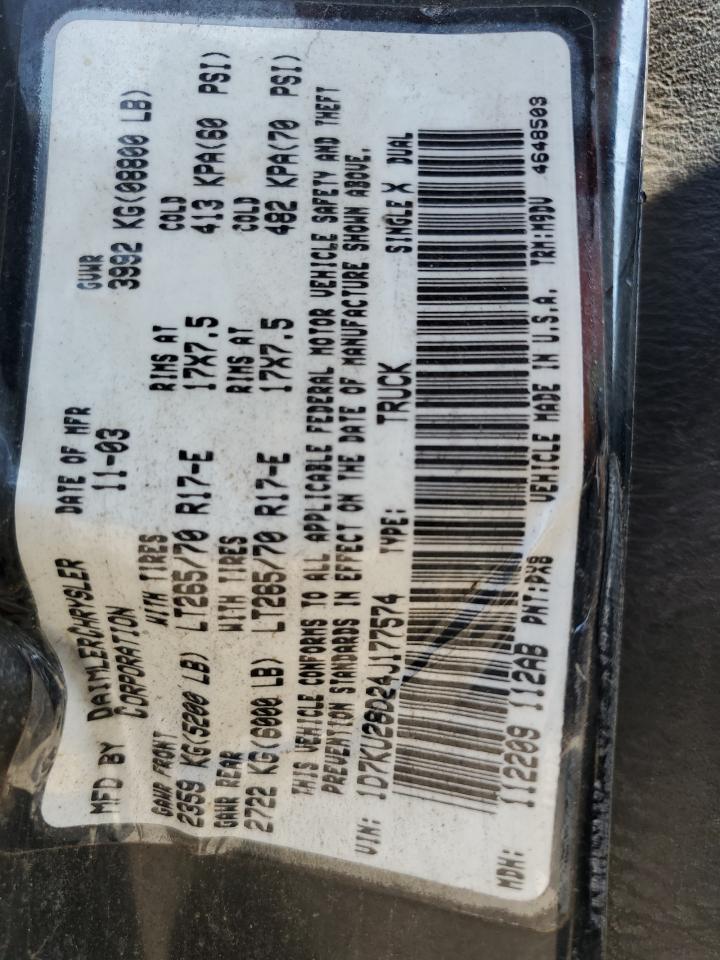 MFD BY DAIMLERCHRYSLER CORPORATION
DATE OF MFR 11-03
GVWR 3992 KG(08800 LB)
GAWR FRONT WITH TIRES RIMS AT COLD
2359 KG(5200 LB) LT265/70 R17-E 17X7.5 413 KPA(60 PSI)
GAWR REAR WITH TIRES RIMS AT COLD
2722 KG(6000 LB) LT265/70 R17-E 17X7.5 482 KPA(70 PSI)
THIS VEHICLE CONFORMS TO ALL APPLICABLE FEDERAL MOTOR VEHICLE SAFETY AND THEFT
PREVENTION STANDARDS IN EFFECT ON THE DATE OF MANUFACTURE SHOWN ABOVE.
VIN: 1D7KU28D24J177574 TYPE: TRUCK SINGLE X DUAL
MDH: 112209 112AB PNT:PX8 VEHICLE MADE IN U.S.A. TRM:M9DV 4648503